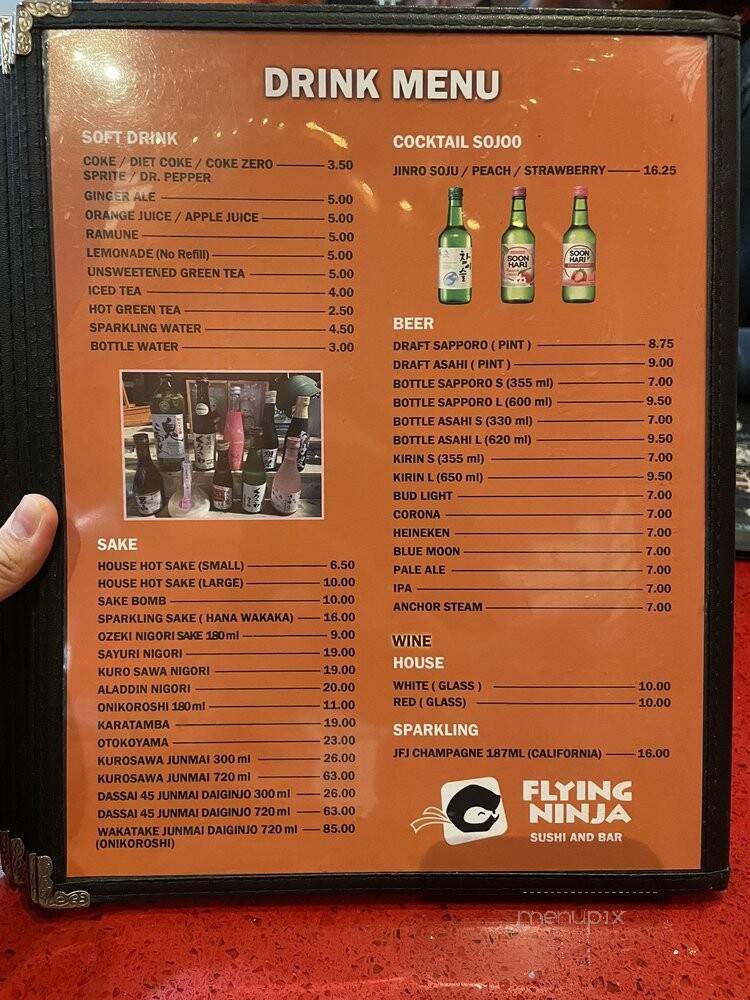 DRINK MENU
SOFT DRINK
COKE / DIET COKE / COKE ZERO 3.50
SPRITE / DR. PEPPER
GINGER ALE 5.00
ORANGE JUICE / APPLE JUICE 5.00
RAMUNE 5.00
LEMONADE (No Refill) 5.00
UNSWEETENED GREEN TEA 5.00
ICED TEA 4.00
HOT GREEN TEA 2.50
SPARKLING WATER 4.50
BOTTLE WATER 3.00
SAKE
HOUSE HOT SAKE (SMALL) 6.50
HOUSE HOT SAKE (LARGE) 10.00
SAKE BOMB 10.00
SPARKLING SAKE ( HANA WAKAKA) 16.00
OZEKI NIGORI SAKE 180 ml 9.00
SAYURI NIGORI 19.00
KURO SAWA NIGORI 19.00
ALADDIN NIGORI 20.00
ONIKOROSHI 180 ml 11.00
KARATAMBA 19.00
OTOKOYAMA 23.00
KUROSAWA JUNMAI 300 ml 26.00
KUROSAWA JUNMAI 720 ml 63.00
DASSAI 45 JUNMAI DAIGINJO 300 ml 26.00
DASSAI 45 JUNMAI DAIGINJO 720 ml 63.00
WAKATAKE JUNMAI DAIGINJO 720 ml 85.00
(ONIKOROSHI)
COCKTAIL SOJOO
JINRO SOJU / PEACH / STRAWBERRY 16.25
참이슬
SOON
HARI
SOON
HARI
BEER
DRAFT SAPPORO ( PINT ) 8.75
DRAFT ASAHI ( PINT ) 9.00
BOTTLE SAPPORO S (355 ml) 7.00
BOTTLE SAPPORO L (600 ml) 9.50
BOTTLE ASAHI S (330 ml) 7.00
BOTTLE ASAHI L (620 ml) 9.50
KIRIN S (355 ml) 7.00
KIRIN L (650 ml) 9.50
BUD LIGHT 7.00
CORONA 7.00
HEINEKEN 7.00
BLUE MOON 7.00
PALE ALE 7.00
IPA 7.00
ANCHOR STEAM 7.00
WINE
HOUSE
WHITE ( GLASS ) 10.00
RED ( GLASS) 10.00
SPARKLING
JFJ CHAMPAGNE 187ML (CALIFORNIA) 16.00
FLYING
NINJA
SUSHI AND BAR
menupix